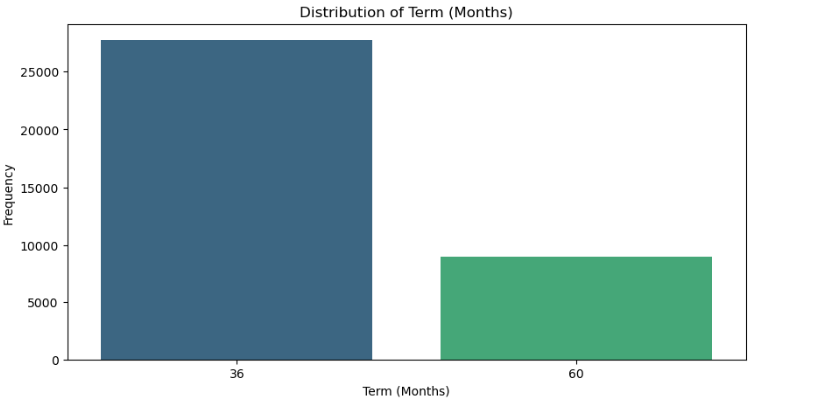 Distribution of Term (Months)
25000
20000
15000
10000
5000
0
Frequency
36
60
Term (Months)